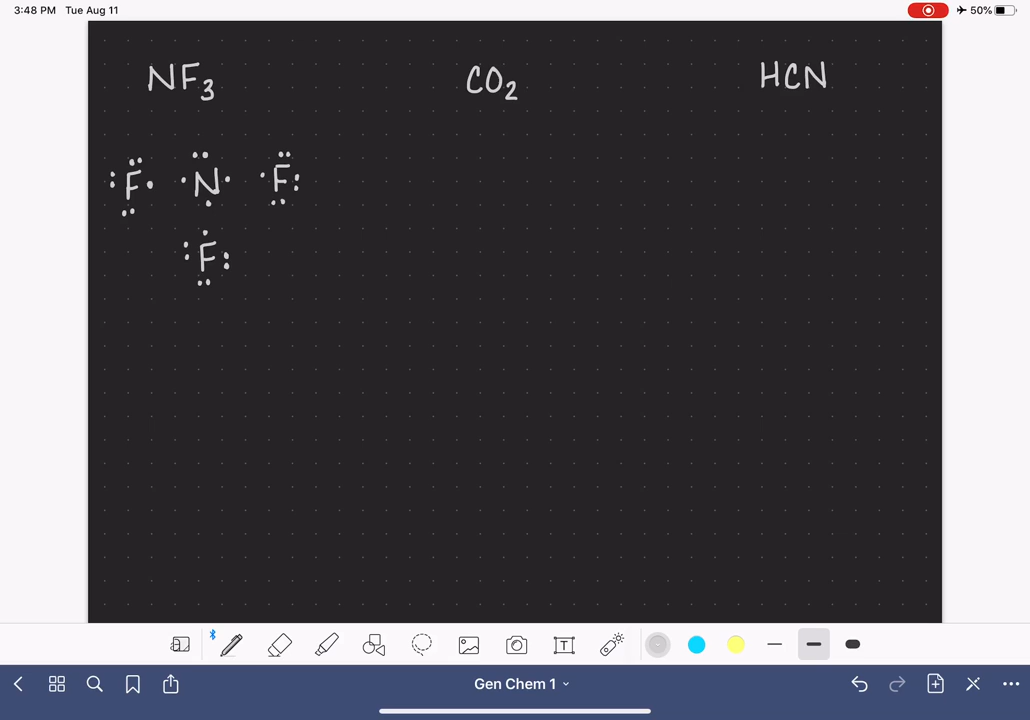 3:48 PM Tue Aug 11 50%
NF₃ CO₂ HCN
F N F
F
T
Gen Chem 1